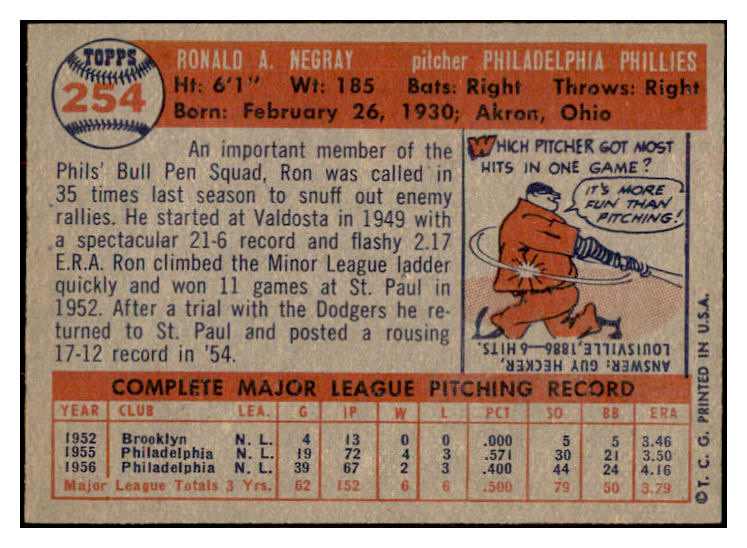 TOPPS
254
RONALD A. NEGRAY pitcher PHILADELPHIA PHILLIES
Ht: 6'1" Wt: 185 Bats: Right Throws: Right
Born: February 26, 1930; Akron, Ohio
An important member of the
Phils' Bull Pen Squad, Ron was called in
35 times last season to snuff out enemy
rallies. He started at Valdosta in 1949 with
a spectacular 21-6 record and flashy 2.17
E.R.A. Ron climbed the Minor League ladder
quickly and won 11 games at St. Paul in
1952. After a trial with the Dodgers he re-
turned to St. Paul and posted a rousing
17-12 record in '54.
WHICH PITCHER GOT MOST
HITS IN ONE GAME?
IT'S MORE
FUN THAN
PITCHING!
ANSWER: GUY HECKER,
LOUISVILLE, 1886-6 HITS.
COMPLETE MAJOR LEAGUE PITCHING RECORD
YEAR CLUB LEA. G IP W L PCT SO BB ERA
1952 Brooklyn N. L. 4 13 0 0 .000 5 5 3.46
1955 Philadelphia N. L. 19 72 4 3 .571 30 21 3.50
1956 Philadelphia N. L. 39 67 2 3 .400 44 24 4.16
Major League Totals 3 Yrs. 62 152 6 6 .500 79 50 3.79
©T. C. G. PRINTED IN U.S.A.